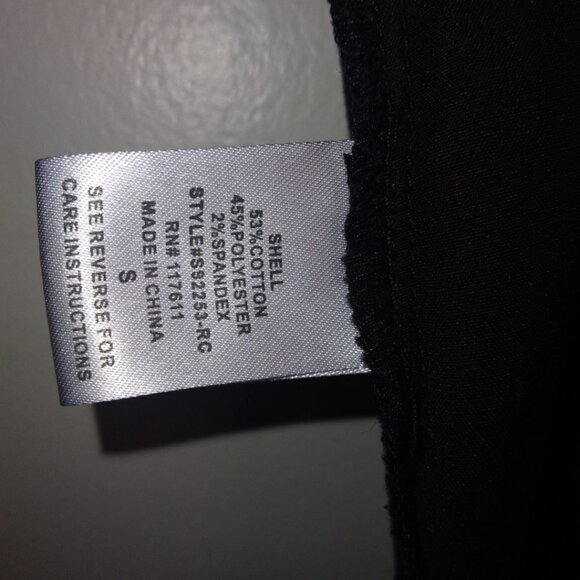 SHELL
53%COTTON
45%POLYESTER
2%SPANDEX
STYLE#S92253-RC
RN# 117611
MADE IN CHINA
S
SEE REVERSE FOR
CARE INSTRUCTIONS